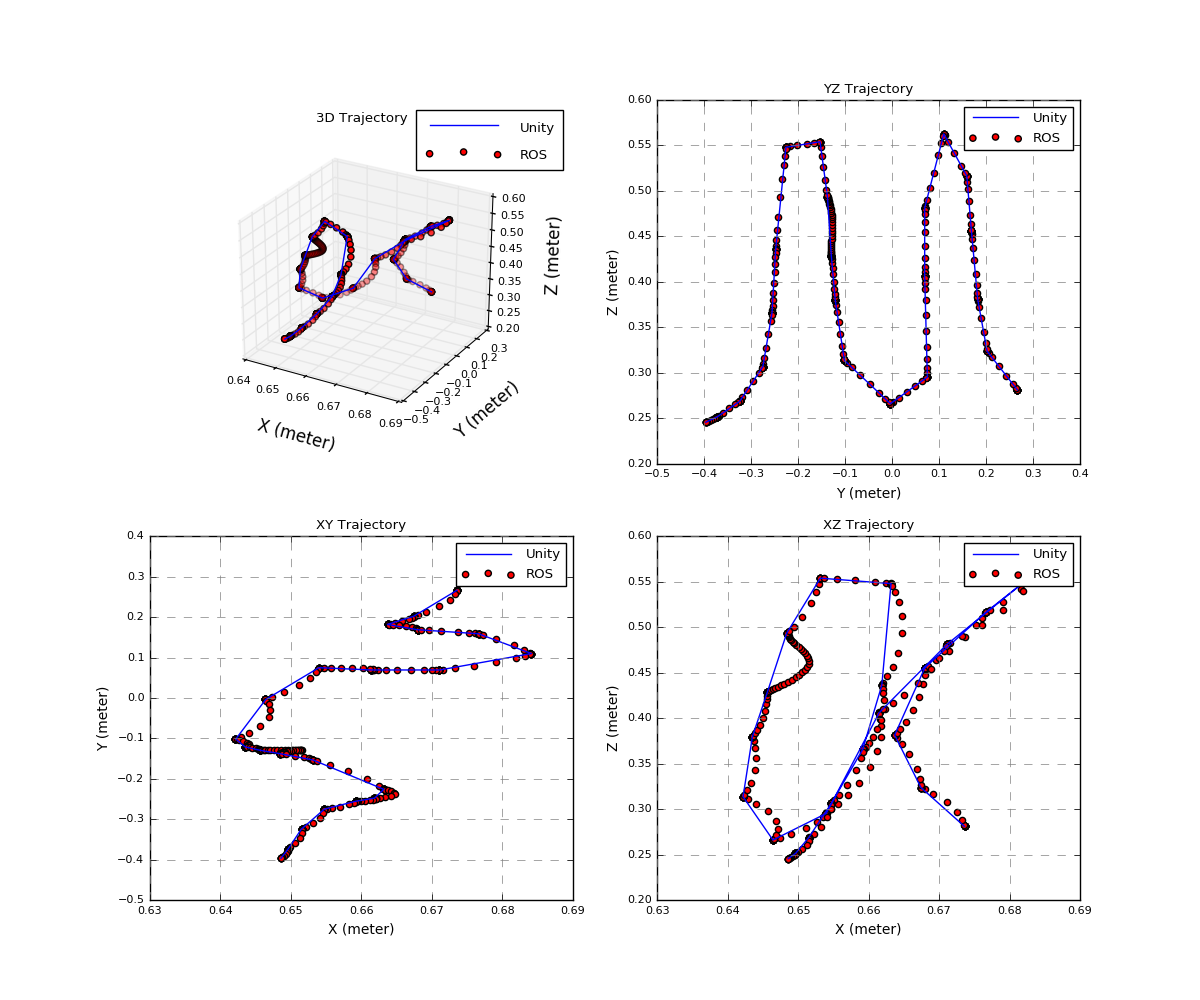 3D Trajectory
Unity
ROS
0.60
0.55
0.50
0.45
0.40
0.35
0.30
0.25
0.20
Z (meter)
0.3
0.2
0.1
0.0
−0.1
−0.2
−0.3
−0.4
−0.5
Y (meter)
0.64
0.65
0.66
0.67
0.68
0.69
X (meter)
YZ Trajectory
Unity
ROS
0.60
0.55
0.50
0.45
0.40
0.35
0.30
0.25
0.20
Z (meter)
−0.5 −0.4 −0.3 −0.2 −0.1 0.0 0.1 0.2 0.3 0.4
Y (meter)
XY Trajectory
Unity
ROS
0.4
0.3
0.2
0.1
0.0
−0.1
−0.2
−0.3
−0.4
−0.5
Y (meter)
0.63 0.64 0.65 0.66 0.67 0.68 0.69
X (meter)
XZ Trajectory
Unity
ROS
0.60
0.55
0.50
0.45
0.40
0.35
0.30
0.25
0.20
Z (meter)
0.63 0.64 0.65 0.66 0.67 0.68 0.69
X (meter)